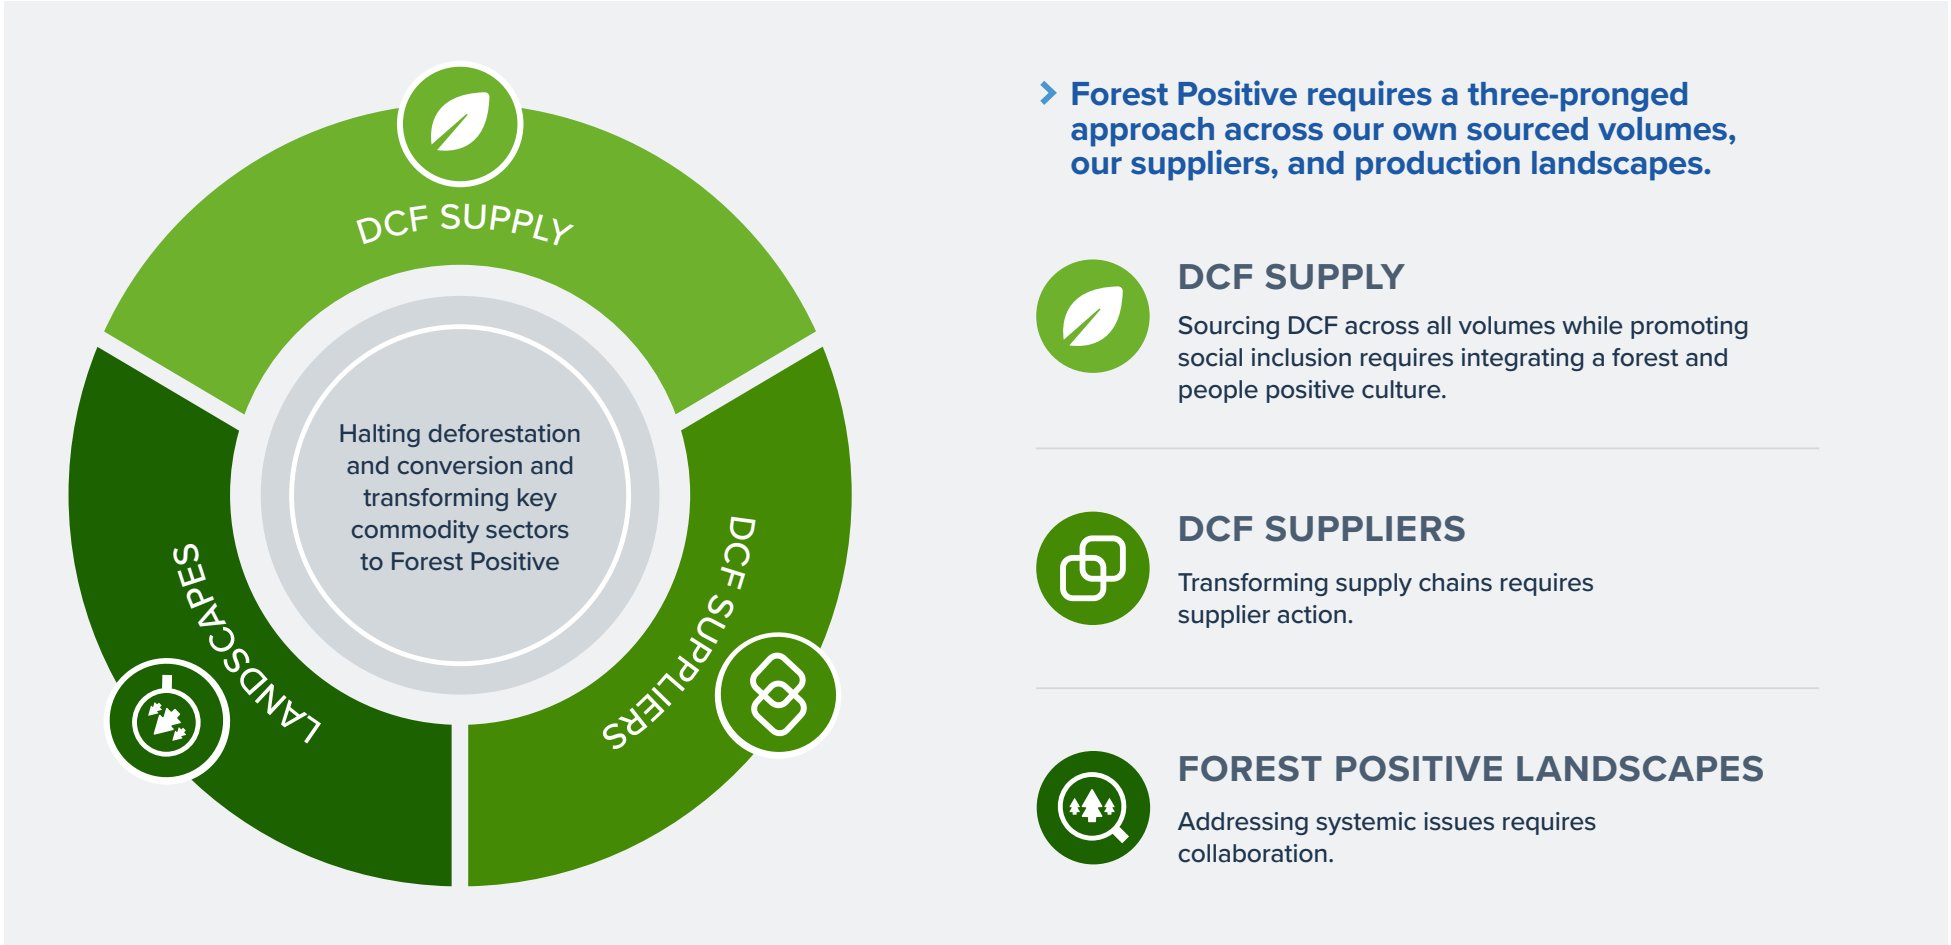 DCF SUPPLY
DCF SUPPLIERS
LANDSCAPES
Halting deforestation
and conversion and
transforming key
commodity sectors
to Forest Positive
Forest Positive requires a three-pronged
approach across our own sourced volumes,
our suppliers, and production landscapes.
DCF SUPPLY
Sourcing DCF across all volumes while promoting
social inclusion requires integrating a forest and
people positive culture.
DCF SUPPLIERS
Transforming supply chains requires
supplier action.
FOREST POSITIVE LANDSCAPES
Addressing systemic issues requires
collaboration.